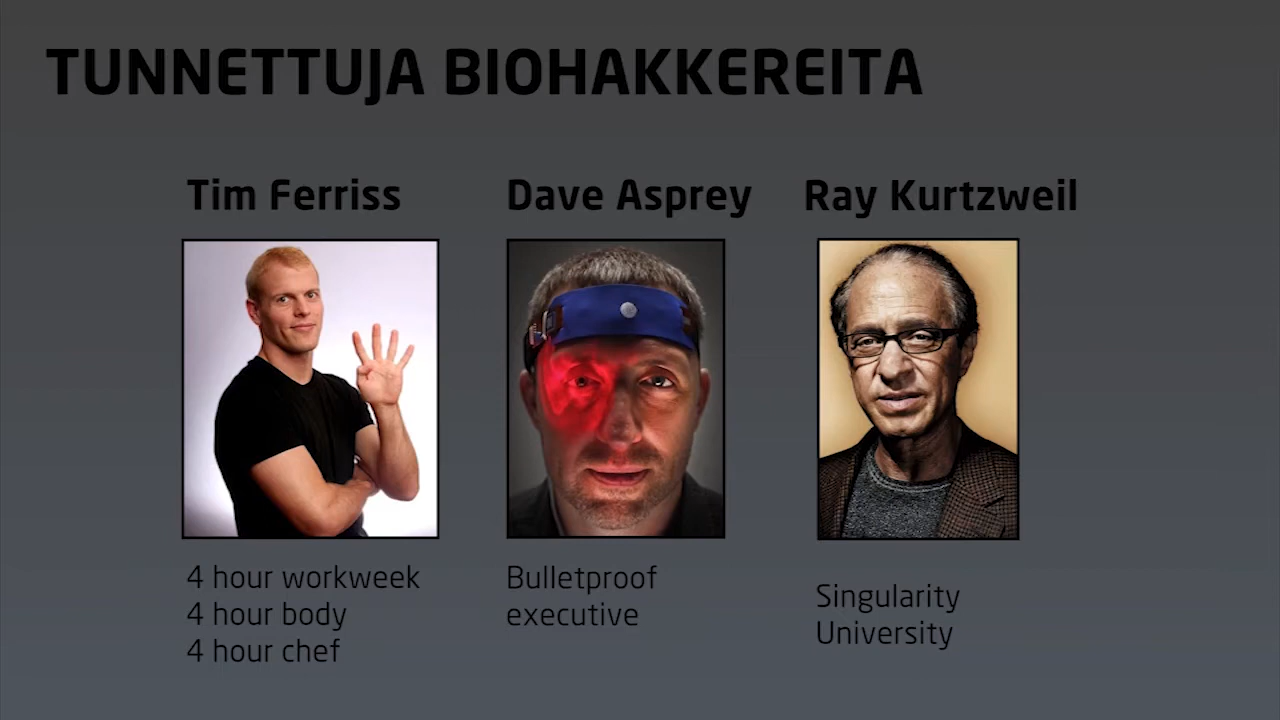 TUNNETTUJA BIOHAKKEREITA
Tim Ferriss
Dave Asprey
Ray Kurtzweil
4 hour workweek
4 hour body
4 hour chef
Bulletproof
executive
Singularity
University